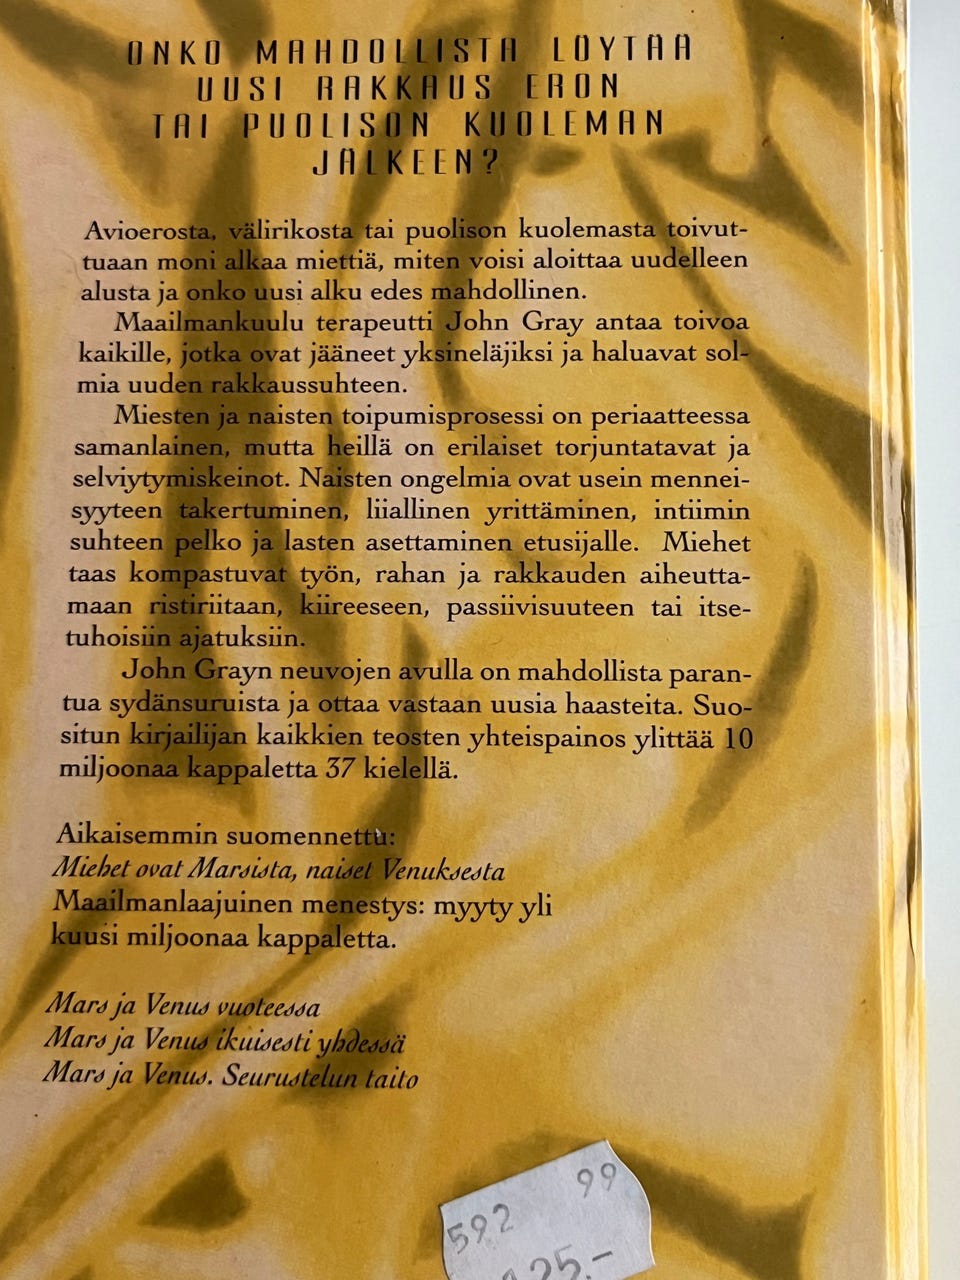 ONKO MAHDOLLISTA LÖYTÄÄ
UUSI RAKKAUS ERON
TAI PUOLISON KUOLEMAN
JÄLKEEN?
Avioerosta, välirikosta tai puolison kuolemasta toivut-
tuaan moni alkaa miettiä, miten voisi aloittaa uudelleen
alusta ja onko uusi alku edes mahdollinen.
Maailmankuulu terapeutti John Gray antaa toivoa
kaikille, jotka ovat jääneet yksineläjiksi ja haluavat sol-
mia uuden rakkaussuhteen.
Miesten ja naisten toipumisprosessi on periaatteessa
samanlainen, mutta heillä on erilaiset torjuntatavat ja
selviytymiskeinot. Naisten ongelmia ovat usein mennei-
syyteen takertuminen, liiallinen yrittäminen, intiimin
suhteen pelko ja lasten asettaminen etusijalle. Miehet
taas kompastuvat työn, rahan ja rakkauden aiheutta-
maan ristiriitaan, kiireeseen, passiivisuuteen tai itse-
tuhoisiin ajatuksiin.
John Grayn neuvojen avulla on mahdollista paran-
tua sydänsuruista ja ottaa vastaan uusia haasteita. Suo-
situn kirjailijan kaikkien teosten yhteispainos ylittää 10
miljoonaa kappaletta 37 kielellä.
Aikaisemmin suomennettu:
Miehet ovat Marsista, naiset Venuksesta
Maailmanlaajuinen menestys: myyty yli
kuusi miljoonaa kappaletta.
Mars ja Venus vuoteessa
Mars ja Venus ikuisesti yhdessä
Mars ja Venus. Seurustelun taito
592 99
125.-